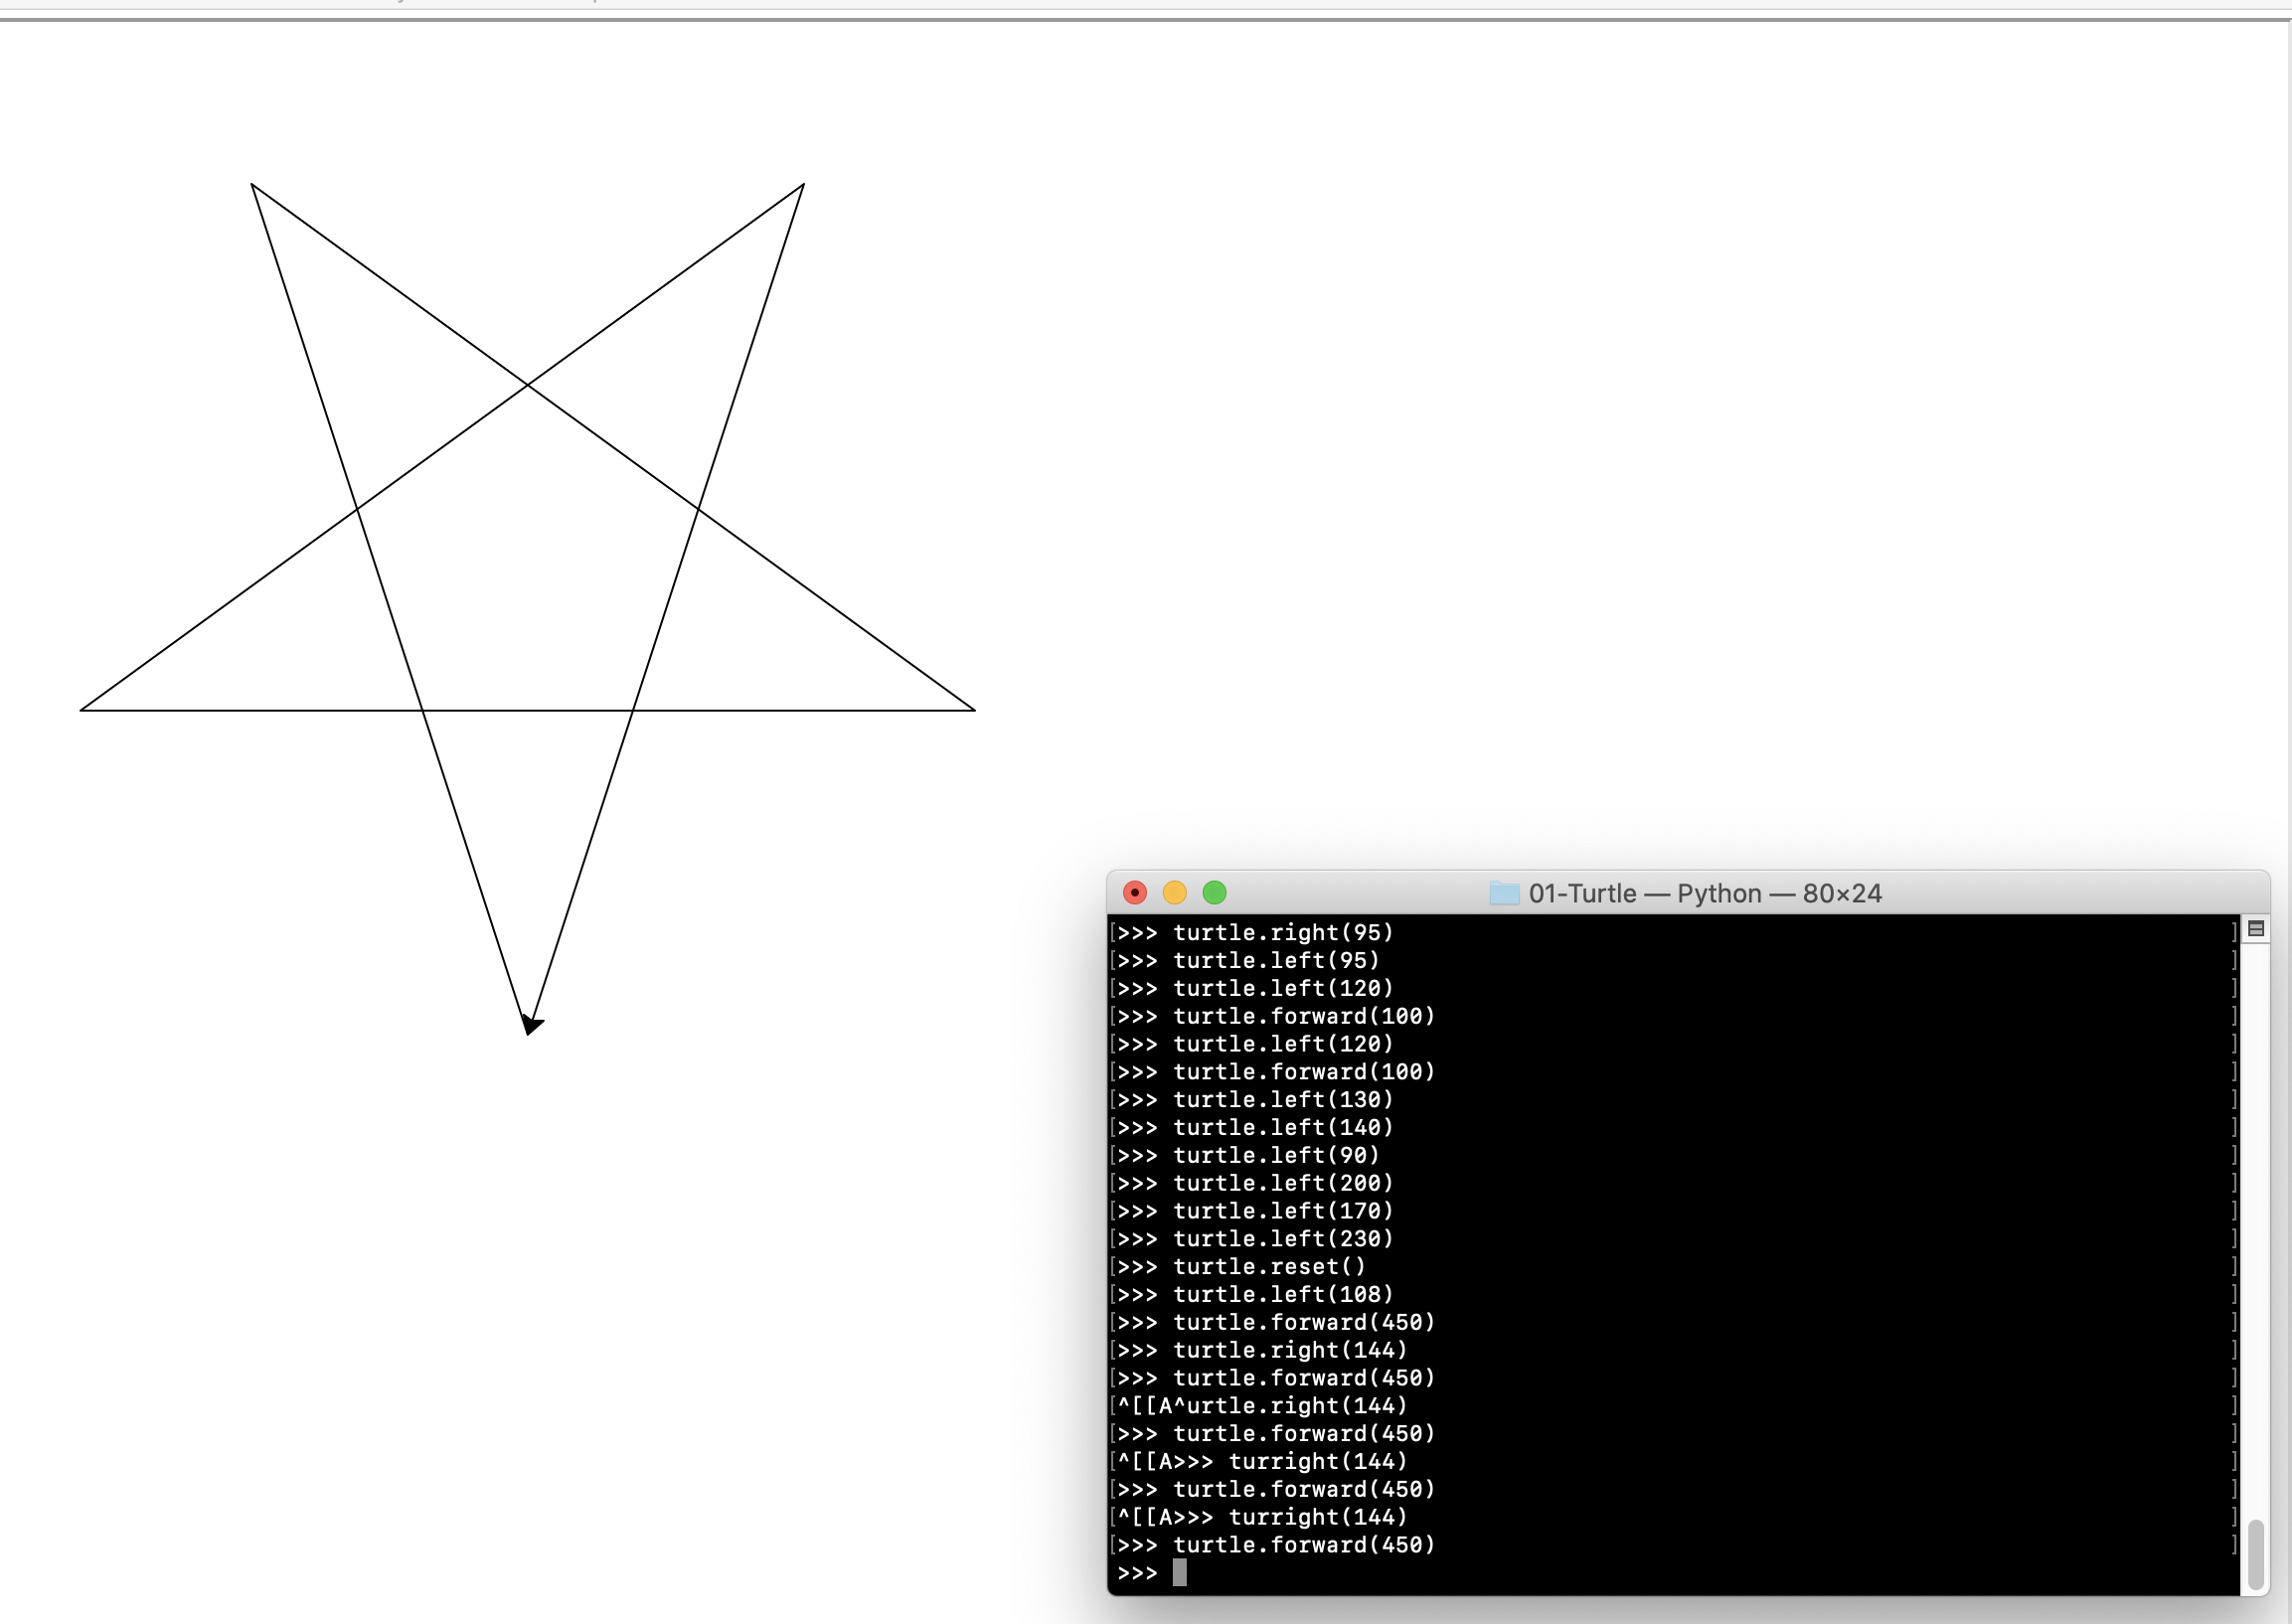 01-Turtle — Python — 80×24
[>>> turtle.right(95) ]
[>>> turtle.left(95) ]
[>>> turtle.left(120) ]
[>>> turtle.forward(100) ]
[>>> turtle.left(120) ]
[>>> turtle.forward(100) ]
[>>> turtle.left(130) ]
[>>> turtle.left(140) ]
[>>> turtle.left(90) ]
[>>> turtle.left(200) ]
[>>> turtle.left(170) ]
[>>> turtle.left(230) ]
[>>> turtle.reset() ]
[>>> turtle.left(108) ]
[>>> turtle.forward(450) ]
[>>> turtle.right(144) ]
[>>> turtle.forward(450) ]
[^[[A^urtle.right(144) ]
[>>> turtle.forward(450) ]
[^[[A>>> turright(144) ]
[>>> turtle.forward(450) ]
[^[[A>>> turright(144) ]
[>>> turtle.forward(450) ]
>>>